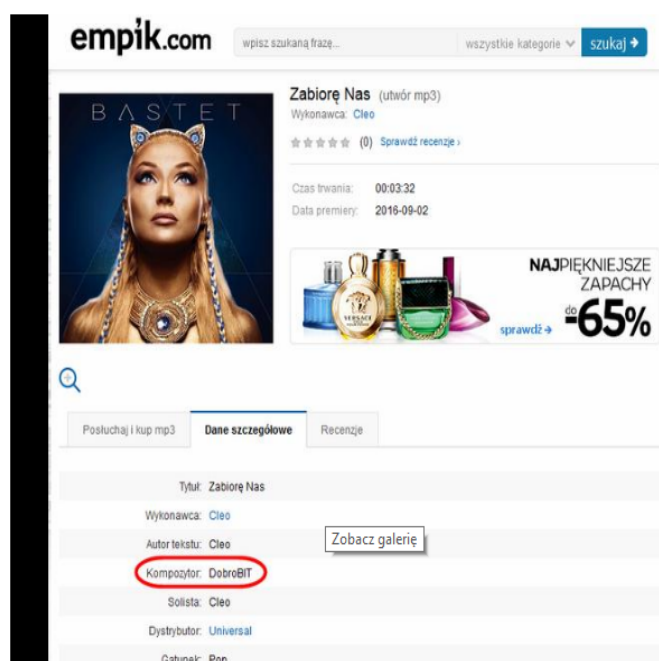 empik.com
wpisz szukaną frazę...
wszystkie kategorie
szukaj
Zabiorę Nas (utwór mp3)
Wykonawca: Cleo
(0) Sprawdź recenzje ›
BASTET
Czas trwania: 00:03:32
Data premiery: 2016-09-02
NAJPIĘKNIEJSZE
ZAPACHY
do
-65%
sprawdź
VERSACE
Posłuchaj i kup mp3
Dane szczegółowe
Recenzje
Tytuł: Zabiorę Nas
Wykonawca: Cleo
Zobacz galerię
Autor tekstu: Cleo
Kompozytor: DobroBIT
Solista: Cleo
Dystrybutor: Universal
Gatunek: Pop